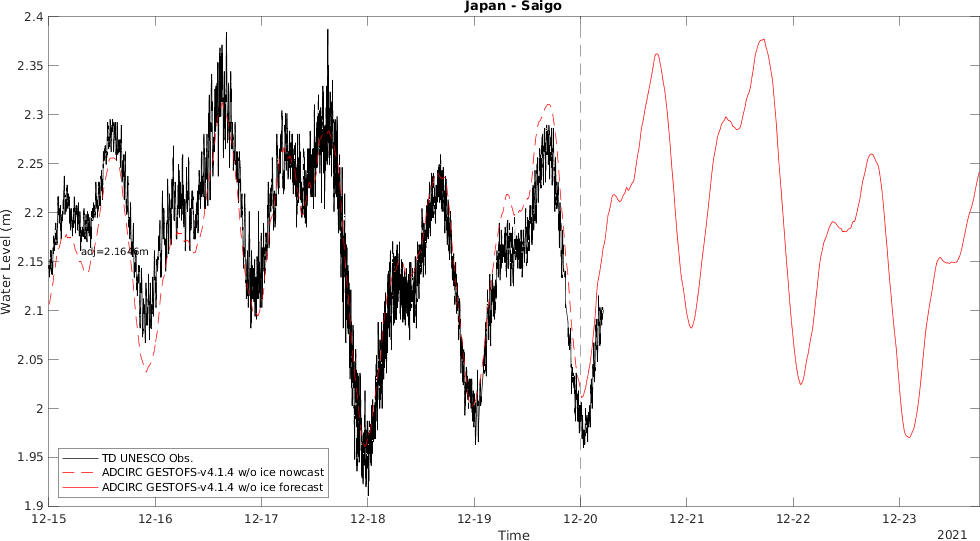 Japan - Saigo
2.4
2.35
2.3
2.25
2.2
2.15
2.1
2.05
2
1.95
1.9
Water Level (m)
adj=2.1646m
TD UNESCO Obs.
ADCIRC GESTOFS-v4.1.4 w/o ice nowcast
ADCIRC GESTOFS-v4.1.4 w/o ice forecast
12-15 12-16 12-17 12-18 12-19 12-20 12-21 12-22 12-23
Time
2021